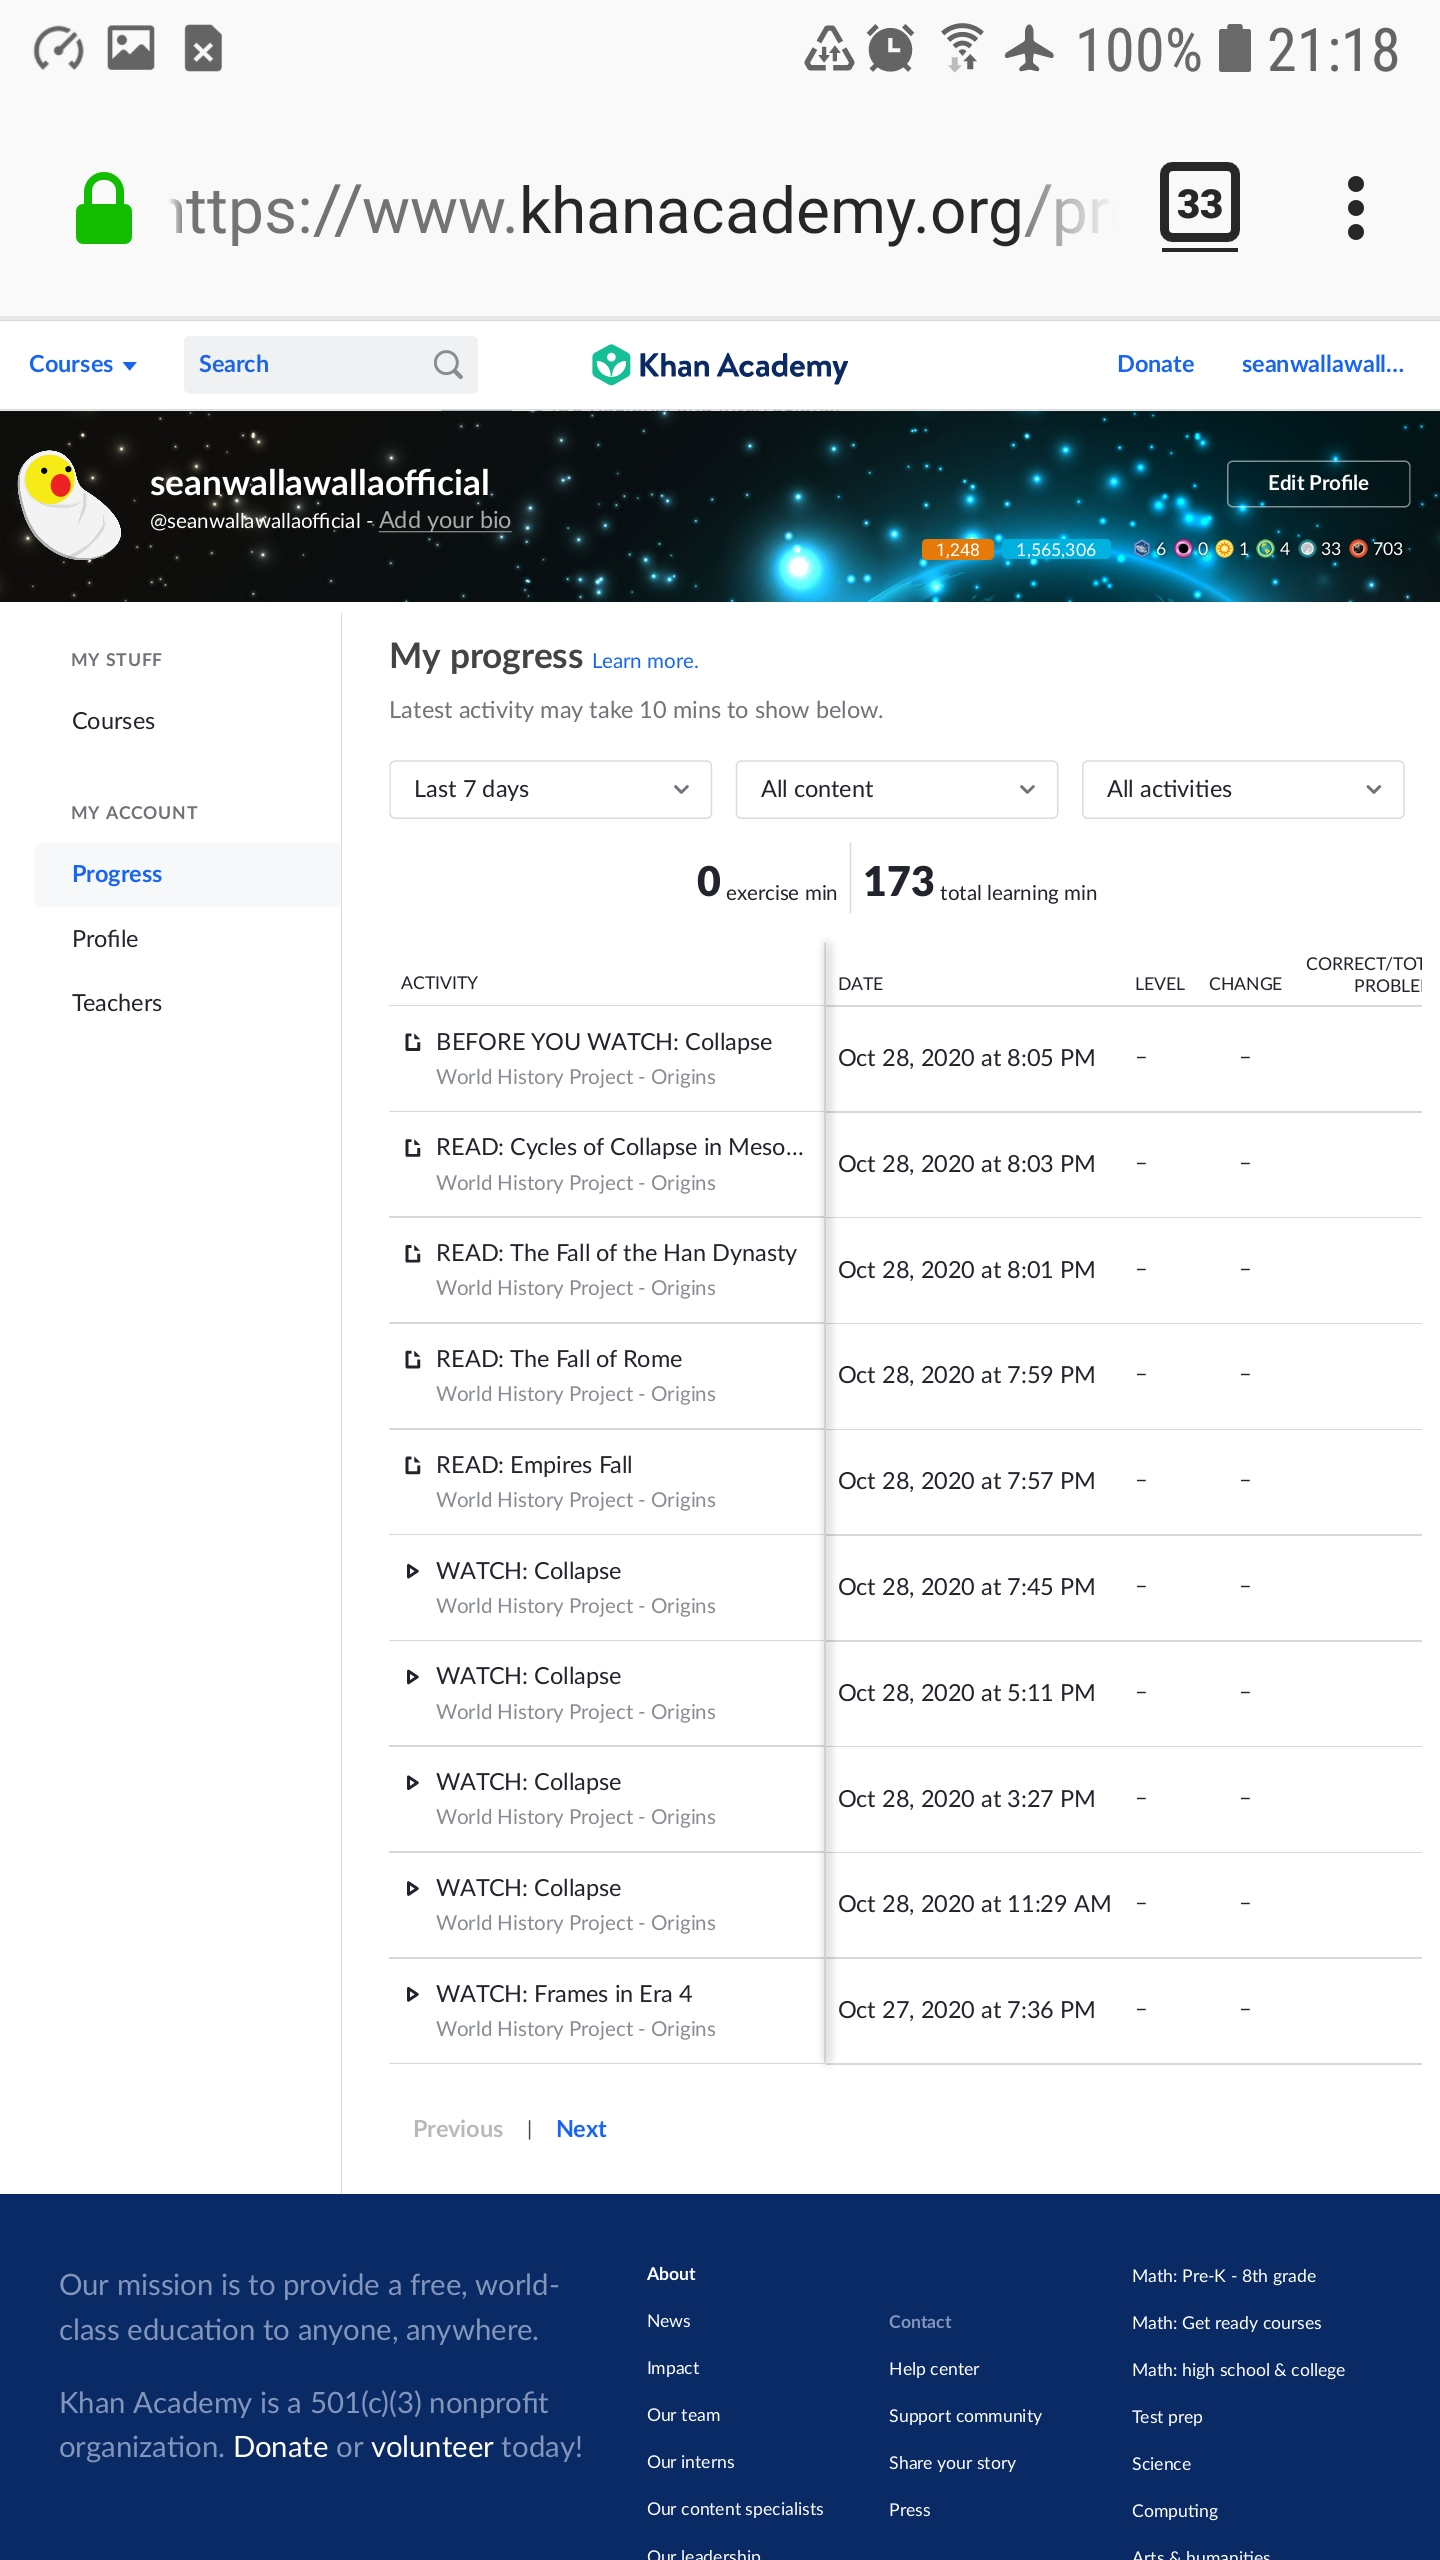 100% 21:18
https://www.khanacademy.org/pr
33
Courses
Search
Khan Academy
Donate
seanwallawall...
seanwallawallaofficial
@seanwallawallaofficial - Add your bio
Edit Profile
1,248 1,565,306 6 0 1 4 33 703
MY STUFF
Courses
MY ACCOUNT
Progress
Profile
Teachers
My progress Learn more.
Latest activity may take 10 mins to show below.
Last 7 days
All content
All activities
0 exercise min
173 total learning min
ACTIVITY DATE LEVEL CHANGE CORRECT/TOT
PROBLE
BEFORE YOU WATCH: Collapse
World History Project - Origins
Oct 28, 2020 at 8:05 PM – –
READ: Cycles of Collapse in Meso...
World History Project - Origins
Oct 28, 2020 at 8:03 PM – –
READ: The Fall of the Han Dynasty
World History Project - Origins
Oct 28, 2020 at 8:01 PM – –
READ: The Fall of Rome
World History Project - Origins
Oct 28, 2020 at 7:59 PM – –
READ: Empires Fall
World History Project - Origins
Oct 28, 2020 at 7:57 PM – –
WATCH: Collapse
World History Project - Origins
Oct 28, 2020 at 7:45 PM – –
WATCH: Collapse
World History Project - Origins
Oct 28, 2020 at 5:11 PM – –
WATCH: Collapse
World History Project - Origins
Oct 28, 2020 at 3:27 PM – –
WATCH: Collapse
World History Project - Origins
Oct 28, 2020 at 11:29 AM – –
WATCH: Frames in Era 4
World History Project - Origins
Oct 27, 2020 at 7:36 PM – –
Previous | Next
Our mission is to provide a free, world-
class education to anyone, anywhere.
Khan Academy is a 501(c)(3) nonprofit
organization. Donate or volunteer today!
About
News
Impact
Our team
Our interns
Our content specialists
Our leadership
Contact
Help center
Support community
Share your story
Press
Math: Pre-K - 8th grade
Math: Get ready courses
Math: high school & college
Test prep
Science
Computing
Arts & humanities